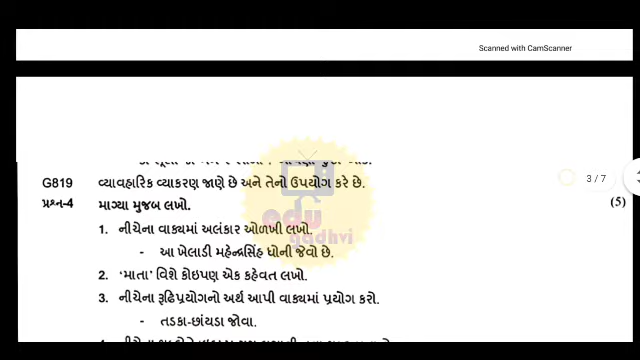 Scanned with CamScanner
G819 વ્યાવહારિક વ્યાકરણ જાણે છે અને તેનો ઉપયોગ કરે છે.
3 / 7
પ્રશ્ન-4 માગ્યા મુજબ લખો. (5)
1. નીચેના વાક્યમાં અલંકાર ઓળખી લખો.
- આ ખેલાડી મહેન્દ્રસિંહ ધોની જેવો છે.
2. ‘માતા’ વિશે કોઇપણ એક કહેવત લખો.
3. નીચેના રૂઢિપ્રયોગનો અર્થ આપી વાક્યમાં પ્રયોગ કરો.
- તડકા-છાંયડા જોવા.
edu
gadhvi